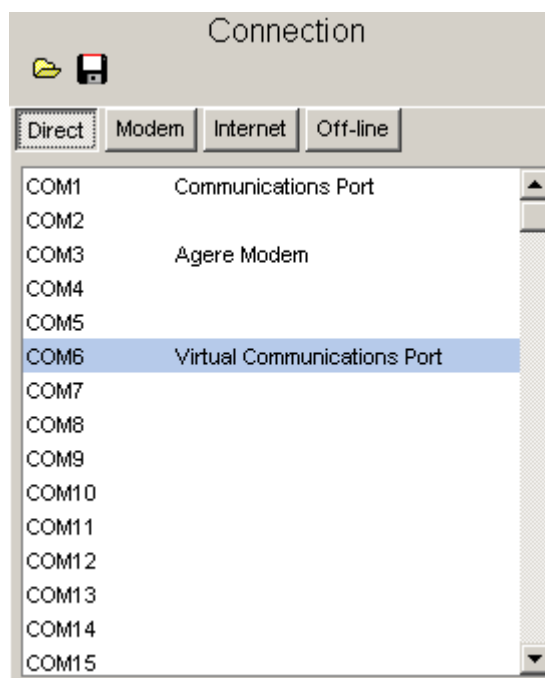 Connection
Direct Modem Internet Off-line
COM1 Communications Port
COM2
COM3 Agere Modem
COM4
COM5
COM6 Virtual Communications Port
COM7
COM8
COM9
COM10
COM11
COM12
COM13
COM14
COM15